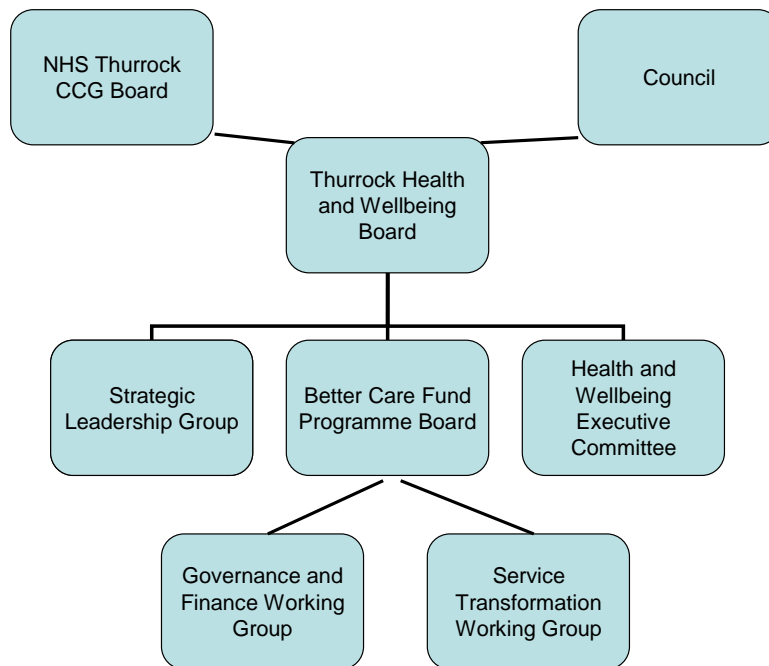 NHS Thurrock
CCG Board
Council
Thurrock Health
and Wellbeing
Board
Strategic
Leadership Group
Better Care Fund
Programme Board
Health and
Wellbeing
Executive
Committee
Governance and
Finance Working
Group
Service
Transformation
Working Group